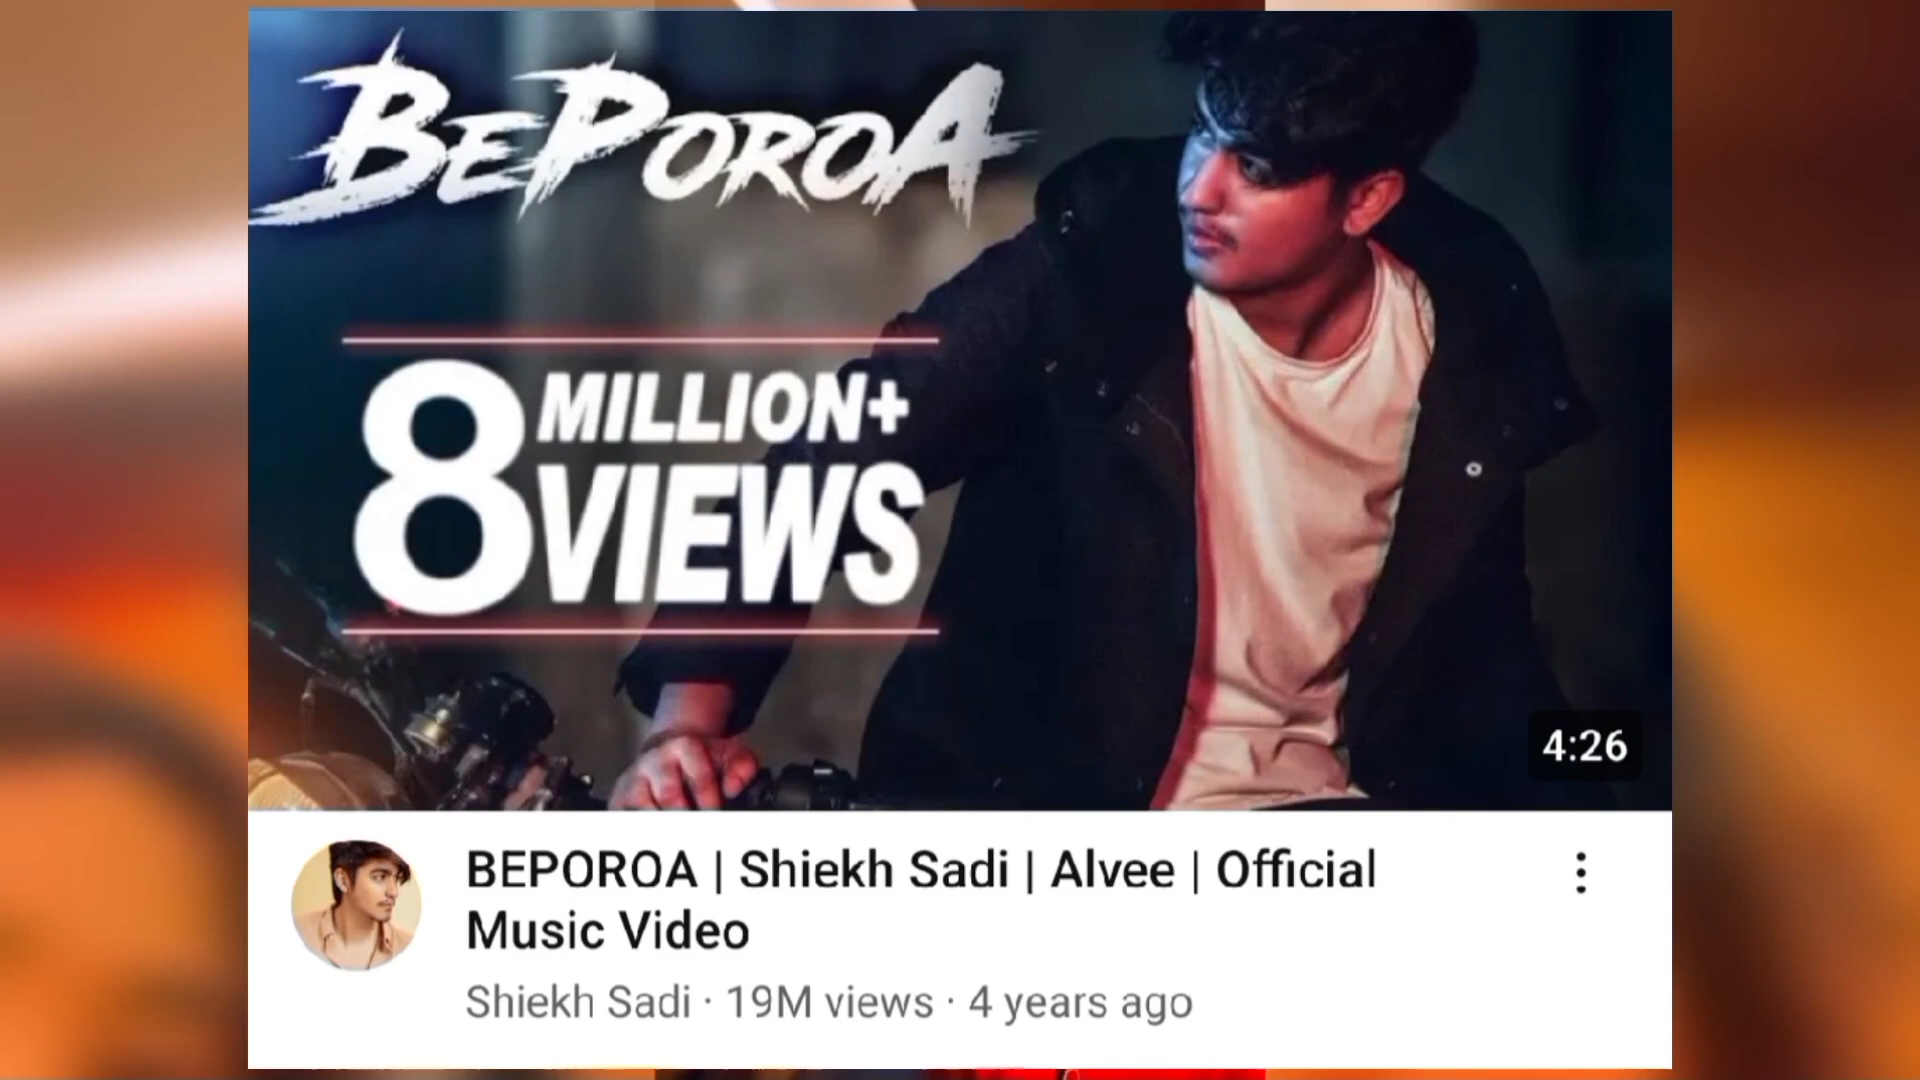 BEPOROA
8 MILLION+
VIEWS
4:26
BEPOROA | Shiekh Sadi | Alvee | Official
Music Video
Shiekh Sadi · 19M views · 4 years ago